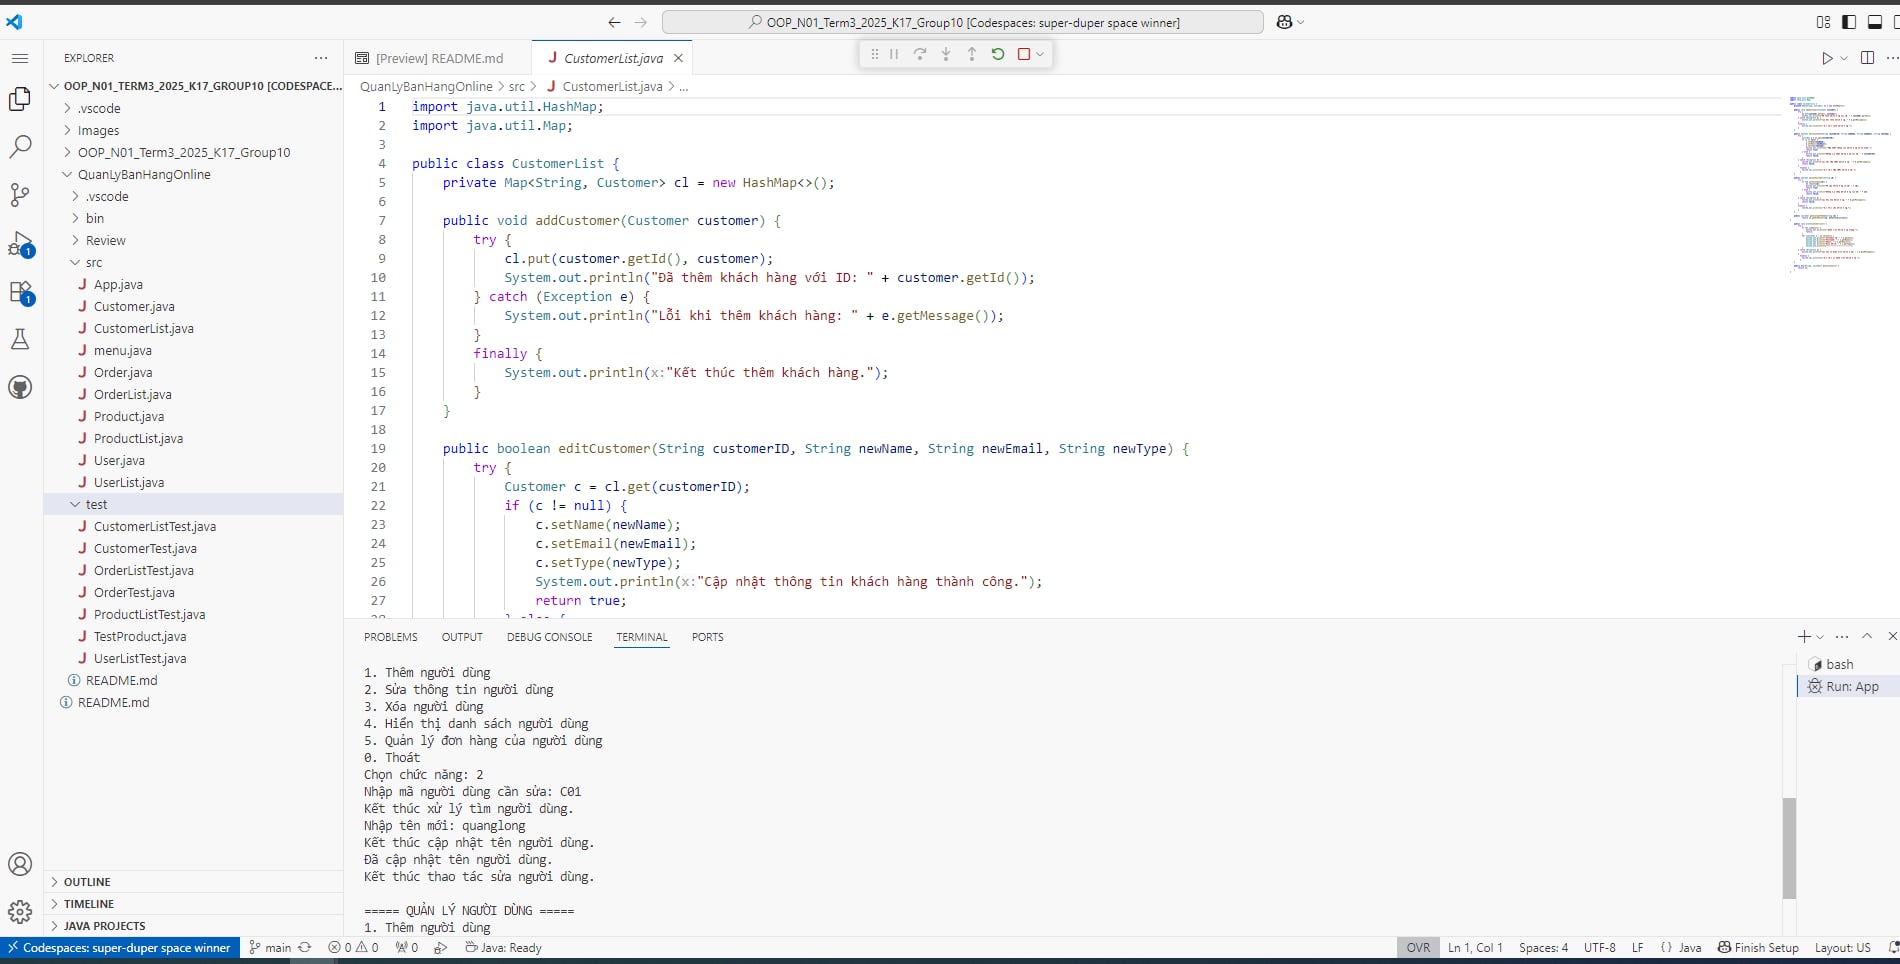 OOP_N01_Term3_2025_K17_Group10 [Codespaces: super-duper space winner]
EXPLORER
OOP_N01_TERM3_2025_K17_GROUP10 [CODESPACE...
.vscode
Images
OOP_N01_Term3_2025_K17_Group10
QuanLyBanHangOnline
.vscode
bin
Review
src
J App.java
J Customer.java
J CustomerList.java
J menu.java
J Order.java
J OrderList.java
J Product.java
J ProductList.java
J User.java
J UserList.java
test
J CustomerListTest.java
J CustomerTest.java
J OrderListTest.java
J OrderTest.java
J ProductListTest.java
J TestProduct.java
J UserListTest.java
README.md
README.md
OUTLINE
TIMELINE
JAVA PROJECTS
1
1
[Preview] README.md
J CustomerList.java
QuanLyBanHangOnline > src > J CustomerList.java > ...
1 import java.util.HashMap;
2 import java.util.Map;
3
4 public class CustomerList {
5 private Map<String, Customer> cl = new HashMap<>();
6
7 public void addCustomer(Customer customer) {
8 try {
9 cl.put(customer.getId(), customer);
10 System.out.println("Đã thêm khách hàng với ID: " + customer.getId());
11 } catch (Exception e) {
12 System.out.println("Lỗi khi thêm khách hàng: " + e.getMessage());
13 }
14 finally {
15 System.out.println(x:"Kết thúc thêm khách hàng.");
16 }
17 }
18
19 public boolean editCustomer(String customerID, String newName, String newEmail, String newType) {
20 try {
21 Customer c = cl.get(customerID);
22 if (c != null) {
23 c.setName(newName);
24 c.setEmail(newEmail);
25 c.setType(newType);
26 System.out.println(x:"Cập nhật thông tin khách hàng thành công.");
27 return true;
28 } else {
PROBLEMS OUTPUT DEBUG CONSOLE TERMINAL PORTS
1. Thêm người dùng
2. Sửa thông tin người dùng
3. Xóa người dùng
4. Hiển thị danh sách người dùng
5. Quản lý đơn hàng của người dùng
0. Thoát
Chọn chức năng: 2
Nhập mã người dùng cần sửa: C01
Kết thúc xử lý tìm người dùng.
Nhập tên mới: quanglong
Kết thúc cập nhật tên người dùng.
Đã cập nhật tên người dùng.
Kết thúc thao tác sửa người dùng.
===== QUẢN LÝ NGƯỜI DÙNG =====
1. Thêm người dùng
bash
Run: App
Codespaces: super-duper space winner main 0 0 0 Java: Ready OVR Ln 1, Col 1 Spaces: 4 UTF-8 LF {} Java Finish Setup Layout: US